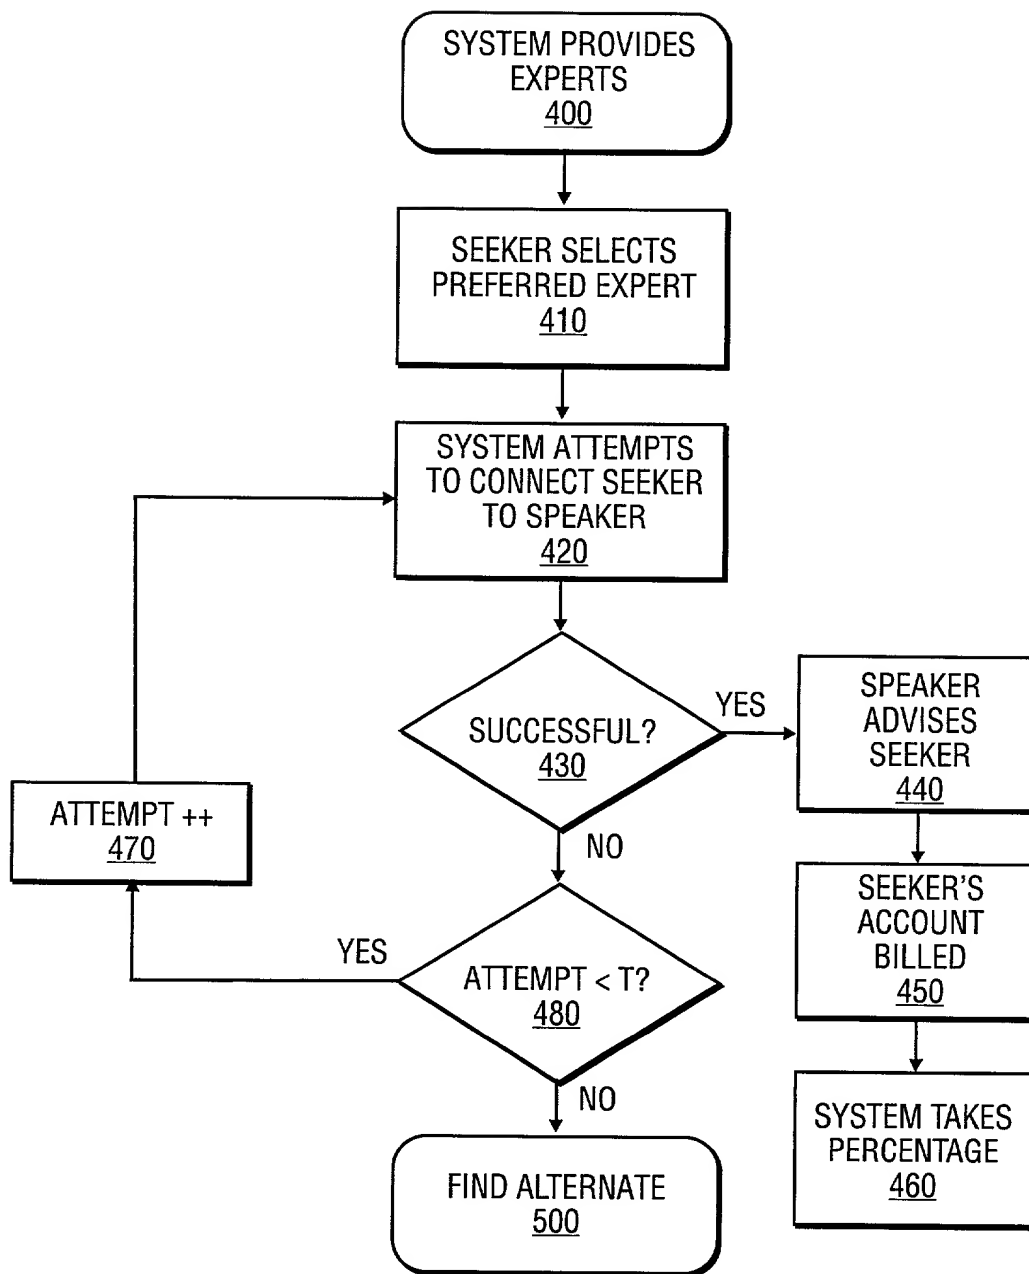 SYSTEM PROVIDES
EXPERTS
400
SEEKER SELECTS
PREFERRED EXPERT
410
SYSTEM ATTEMPTS
TO CONNECT SEEKER
TO SPEAKER
420
SUCCESSFUL?
430
YES
NO
SPEAKER
ADVISES
SEEKER
440
SEEKER'S
ACCOUNT
BILLED
450
SYSTEM TAKES
PERCENTAGE
460
ATTEMPT ++
470
YES
ATTEMPT < T?
480
NO
FIND ALTERNATE
500